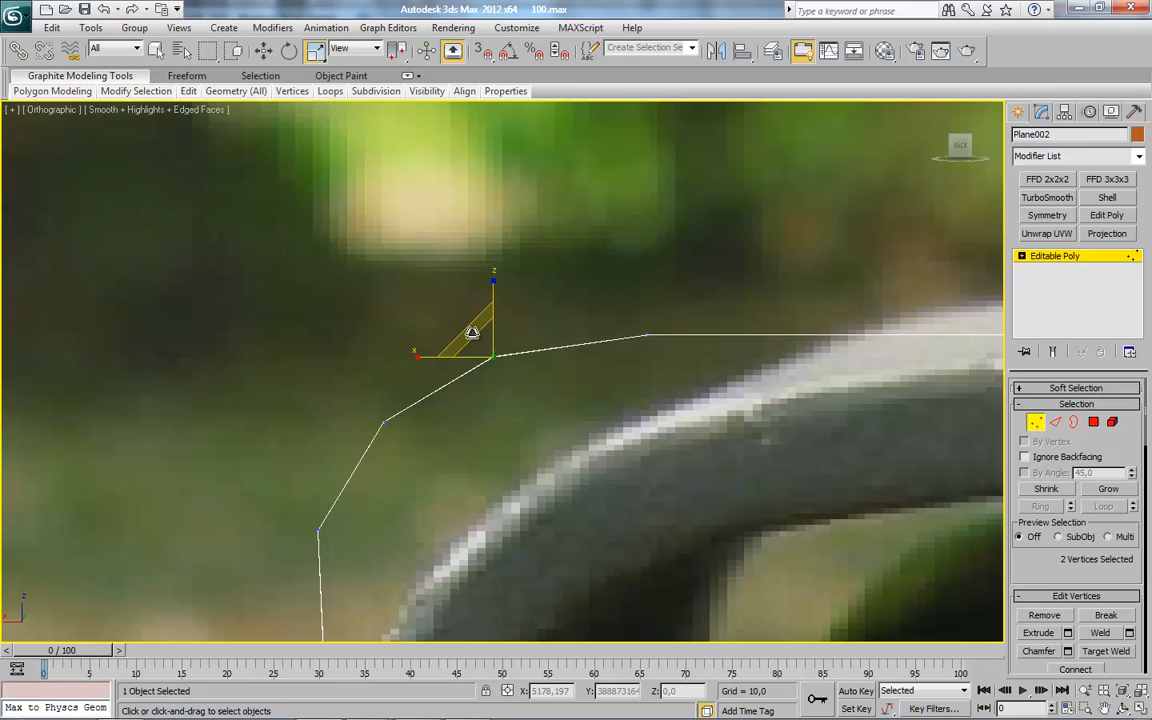 Autodesk 3ds Max 2012 x64 100.max
Type a keyword or phrase
Edit Tools Group Views Create Modifiers Animation Graph Editors Rendering Customize MAXScript Help
All View Create Selection Se
Graphite Modeling Tools Freeform Selection Object Paint
Polygon Modeling Modify Selection Edit Geometry (All) Vertices Loops Subdivision Visibility Align Properties
[ + ] [ Orthographic ] [ Smooth + Highlights + Edged Faces ]
BACK
z
x
Plane002
Modifier List
FFD 2x2x2 FFD 3x3x3
TurboSmooth Shell
Symmetry Edit Poly
Unwrap UVW Projection
Editable Poly
Soft Selection
Selection
By Vertex
Ignore Backfacing
By Angle: 45,0
Shrink Grow
Ring Loop
Preview Selection
Off SubObj Multi
2 Vertices Selected
Edit Vertices
Remove Break
Extrude Weld
Chamfer Target Weld
Connect
z
x
0 / 100
0 5 10 15 20 25 30 35 40 45 50 55 60 65 70 75 80 85 90 95 100
1 Object Selected X: 5178,197 Y: 388873164 Z: 0,0 Grid = 10,0 Auto Key Selected
Max to Physcs Geom Click or click-and-drag to select objects Add Time Tag Set Key Key Filters... 0